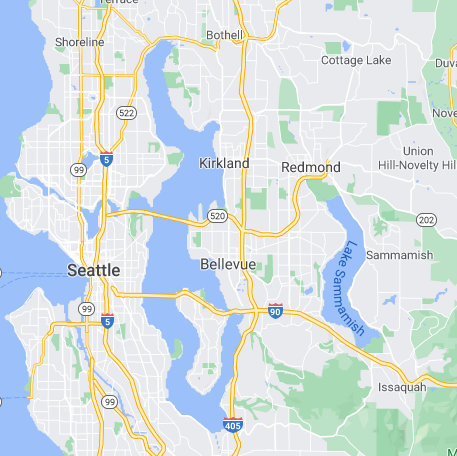 Terrace
Shoreline
Bothell
Cottage Lake
Duva
522
Nove
5
99
Kirkland
Redmond
Union
Hill-Novelty Hil
520
202
Sammamish
Lake Sammamish
Seattle
Bellevue
99
5
90
Issaquah
99
405
M